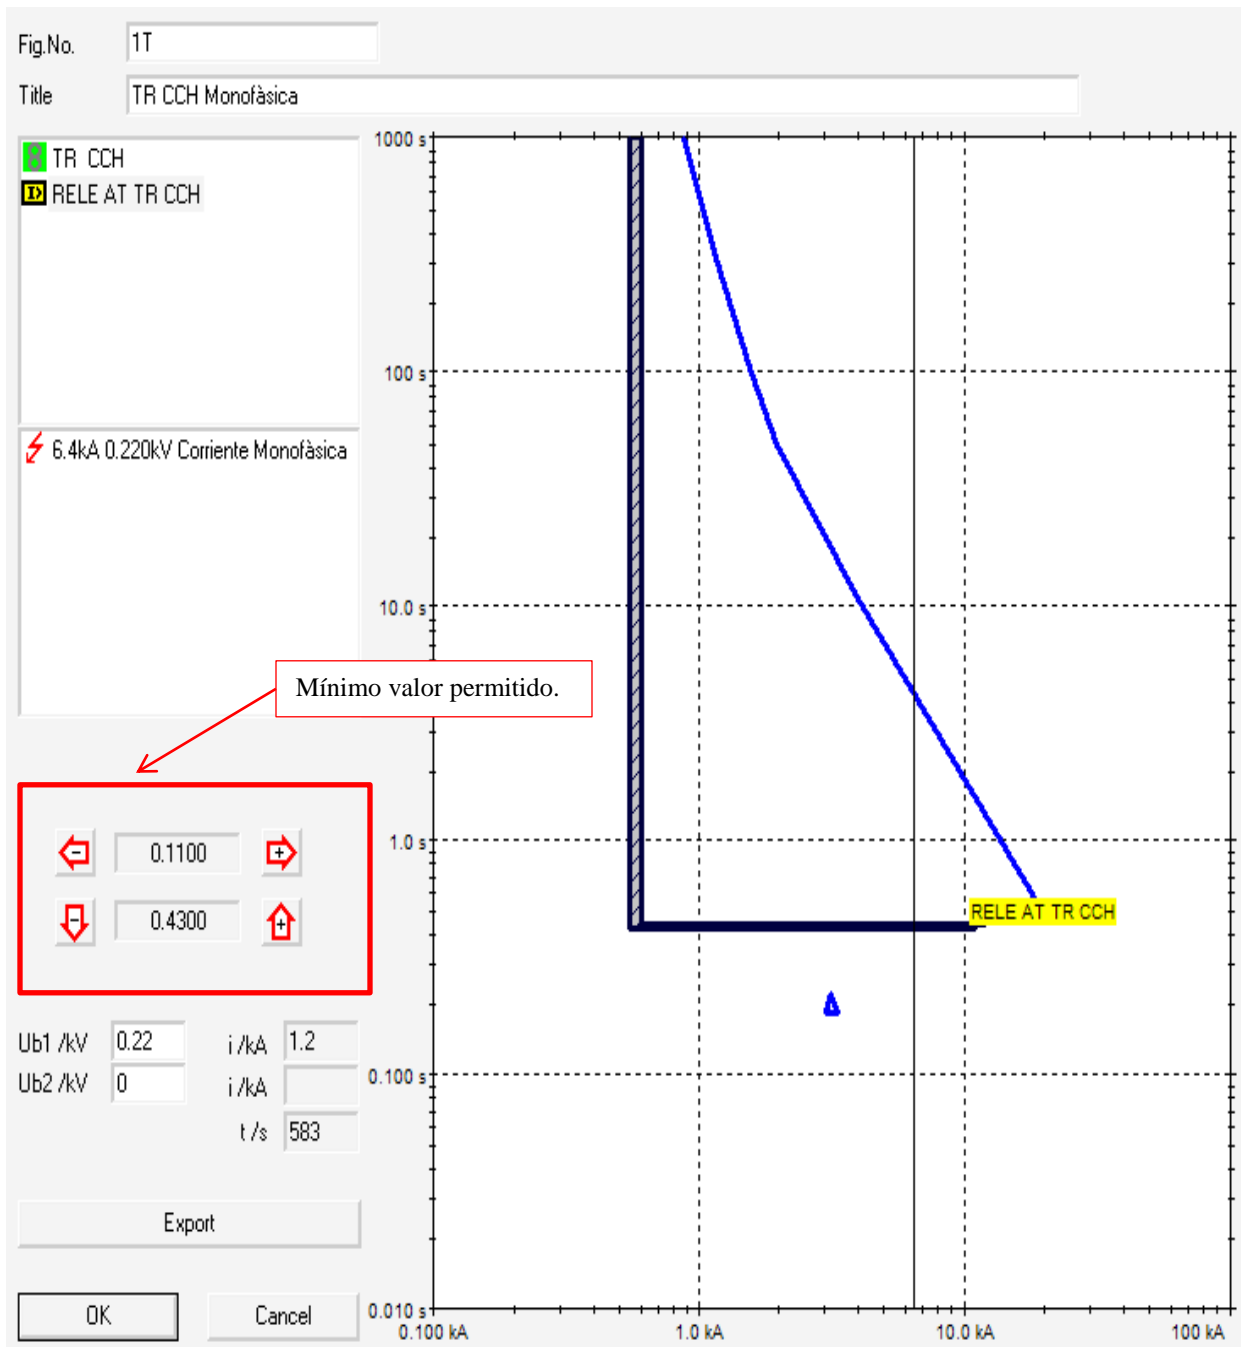 Fig.No. 1T
Title TR CCH Monofàsica
TR CCH
RELE AT TR CCH
6.4kA 0.220kV Corriente Monofàsica
Mínimo valor permitido.
- 0.1100 +
- 0.4300 +
Ub1 /kV 0.22 i /kA 1.2
Ub2 /kV 0 i /kA
t /s 583
Export
OK Cancel
1000 s
100 s
10.0 s
1.0 s
RELE AT TR CCH
0.100 s
0.010 s
0.100 kA 1.0 kA 10.0 kA 100 kA